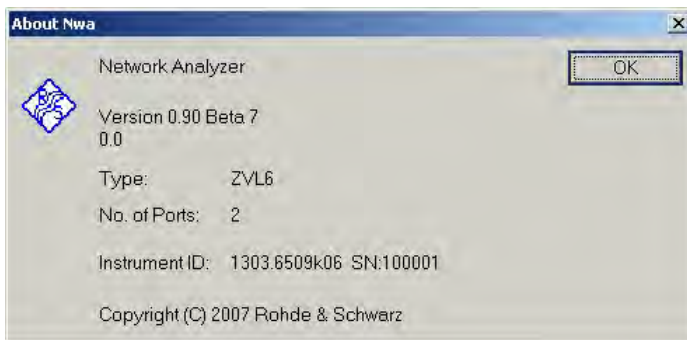 About Nwa
Network Analyzer
OK
Version 0.90 Beta 7
0.0
Type: ZVL6
No. of Ports: 2
Instrument ID: 1303.6509k06 SN:100001
Copyright (C) 2007 Rohde & Schwarz